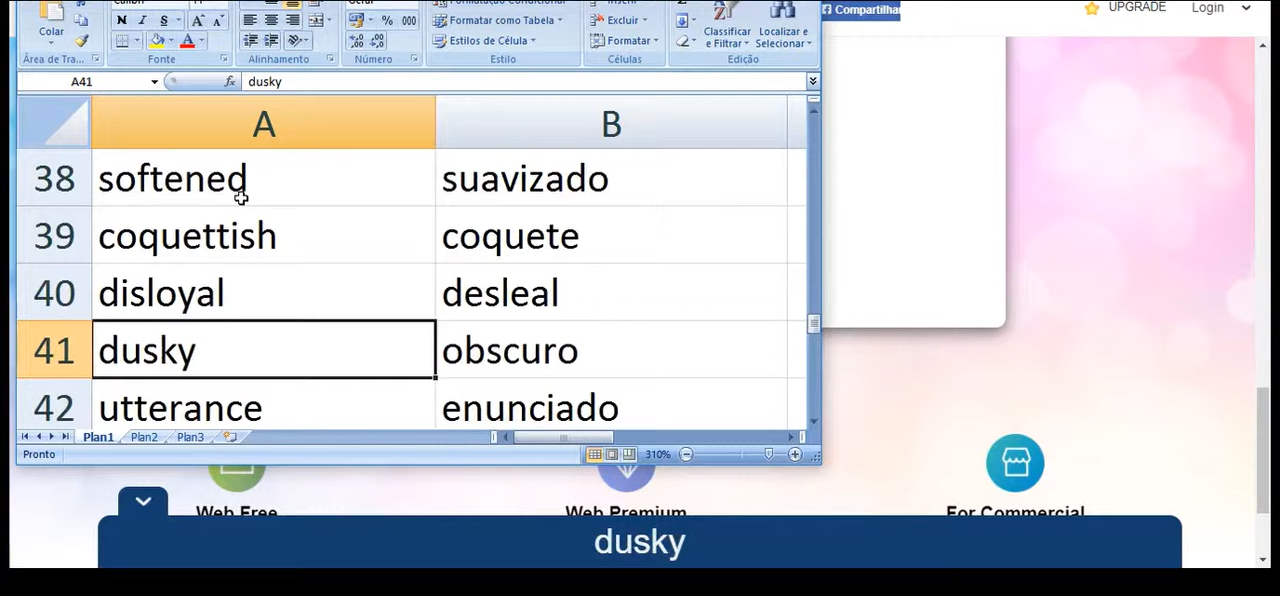 Compartilhar
UPGRADE
Login
Colar
N I S A A
000
Formatar como Tabela
Estilos de Célula
Excluir
Formatar
Classificar e Filtrar
Localizar e Selecionar
Área de Tra...
Fonte
Alinhamento
Número
Estilo
Células
Edição
A41
fx
dusky
A B
38 softened suavizado
39 coquettish coquete
40 disloyal desleal
41 dusky obscuro
42 utterance enunciado
Plan1 Plan2 Plan3
Pronto
310%
Web Free
Web Premium
For Commercial
dusky